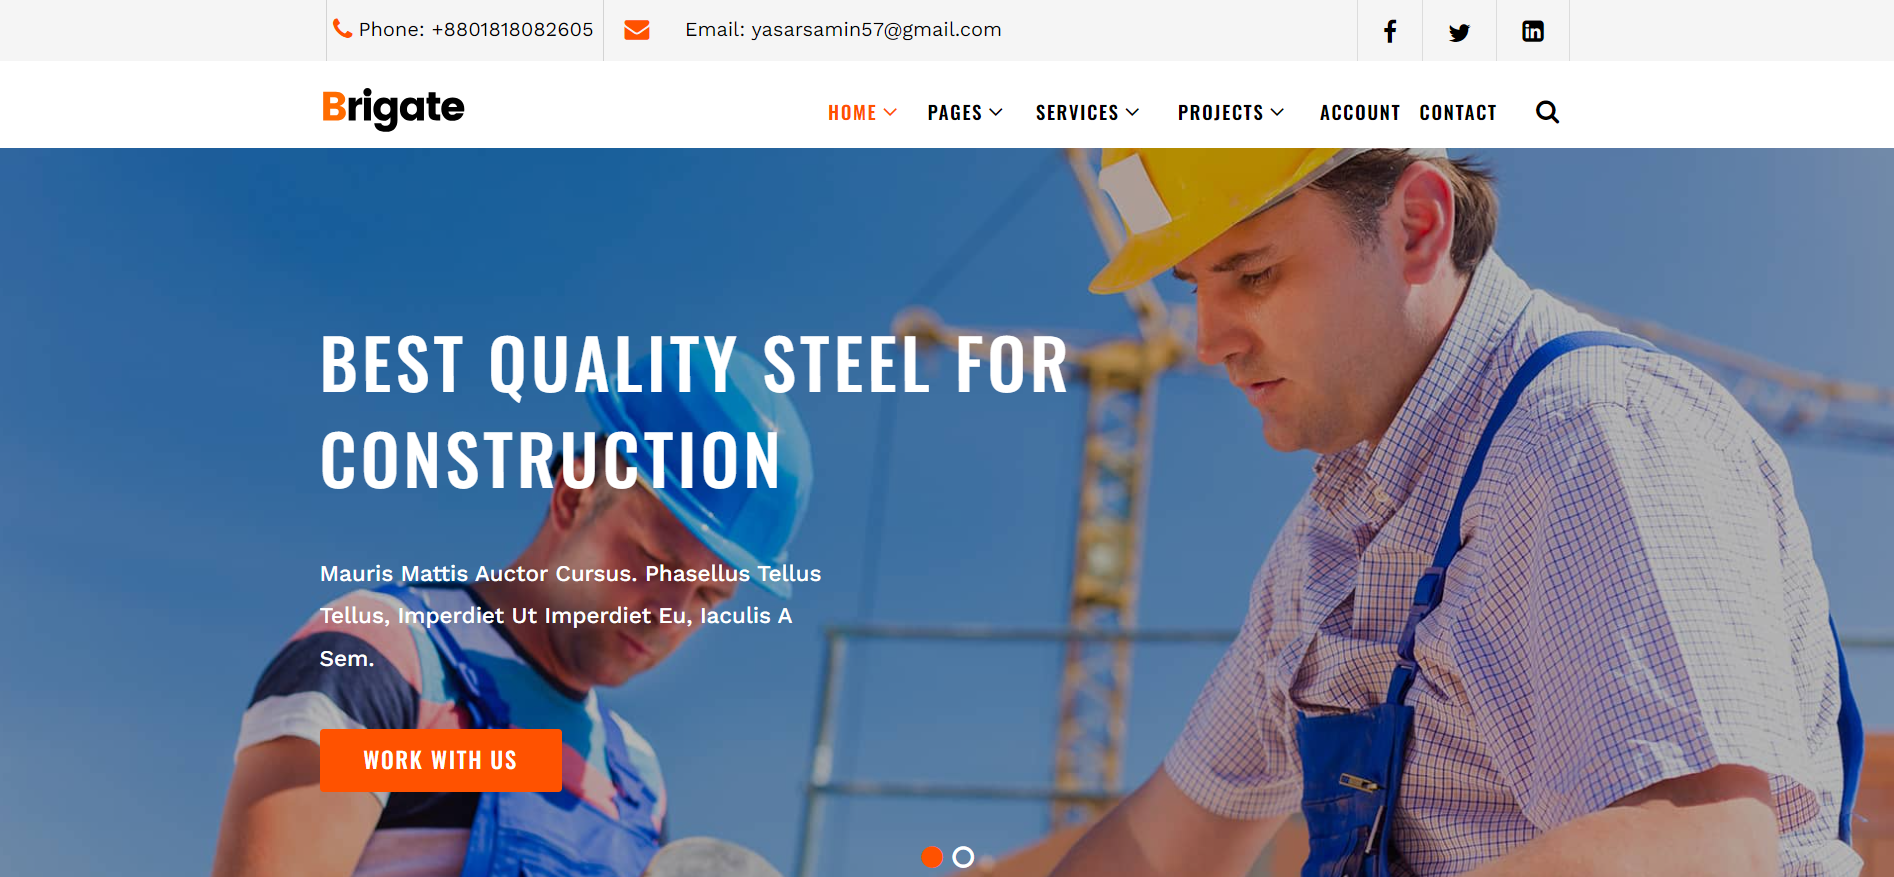 Phone: +8801818082605
Email: yasarsamin57@gmail.com
Brigate
HOME
PAGES
SERVICES
PROJECTS
ACCOUNT
CONTACT
BEST QUALITY STEEL FOR
CONSTRUCTION
Mauris Mattis Auctor Cursus. Phasellus Tellus
Tellus, Imperdiet Ut Imperdiet Eu, Iaculis A
Sem.
WORK WITH US